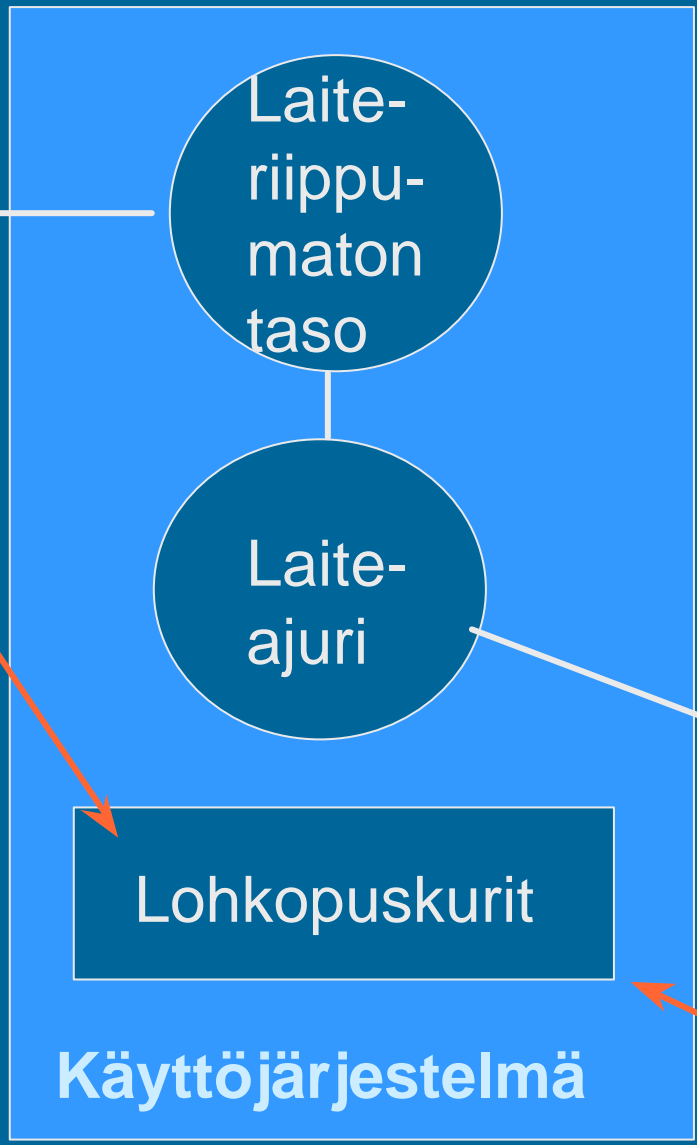 Laite-
riippu-
maton
taso
Laite-
ajuri
Lohkopuskurit
Käyttöjärjestelmä